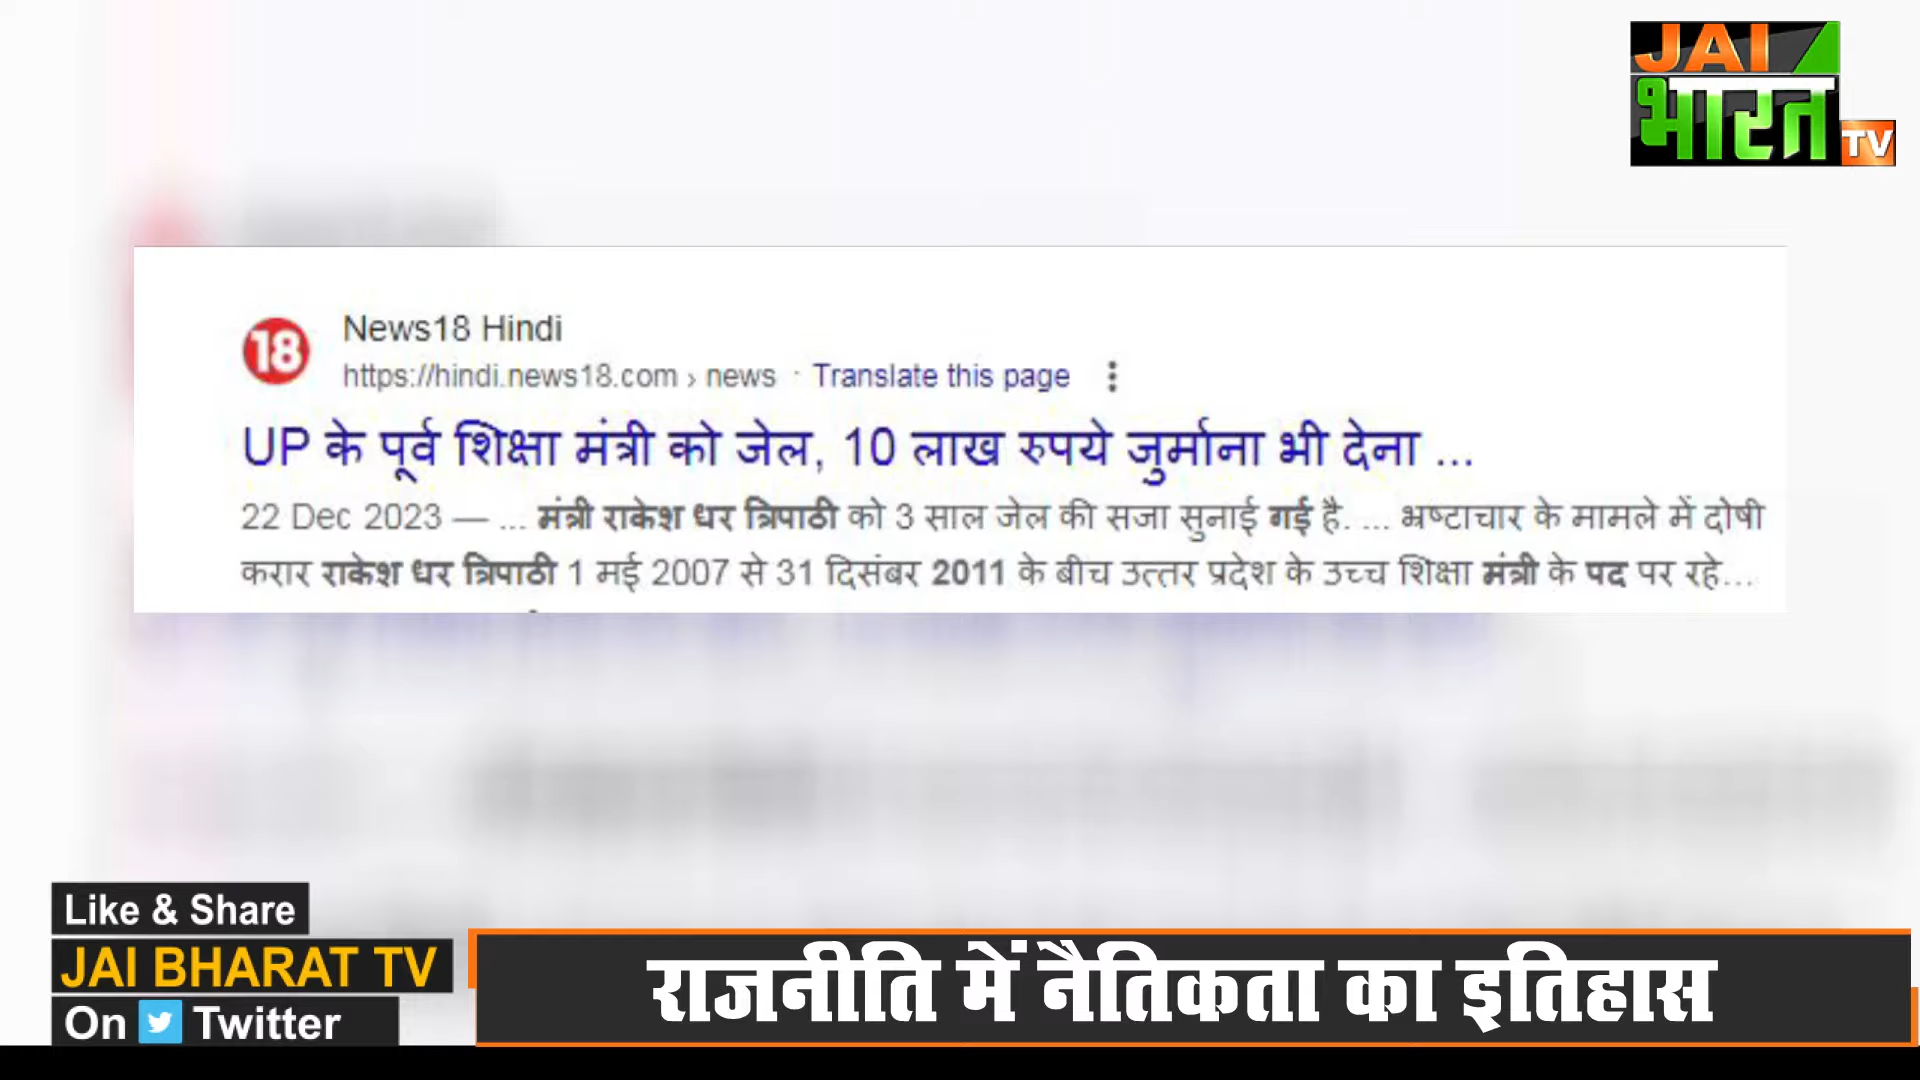 JAI
भारत
TV
18
News18 Hindi
https://hindi.news18.com › news · Translate this page
UP के पूर्व शिक्षा मंत्री को जेल, 10 लाख रुपये जुर्माना भी देना ...
22 Dec 2023 — ... मंत्री राकेश धर त्रिपाठी को 3 साल जेल की सजा सुनाई गई है. ... भ्रष्टाचार के मामले में दोषी
करार राकेश धर त्रिपाठी 1 मई 2007 से 31 दिसंबर 2011 के बीच उत्तर प्रदेश के उच्च शिक्षा मंत्री के पद पर रहे...
Like & Share
JAI BHARAT TV
On Twitter
राजनीति में नैतिकता का इतिहास